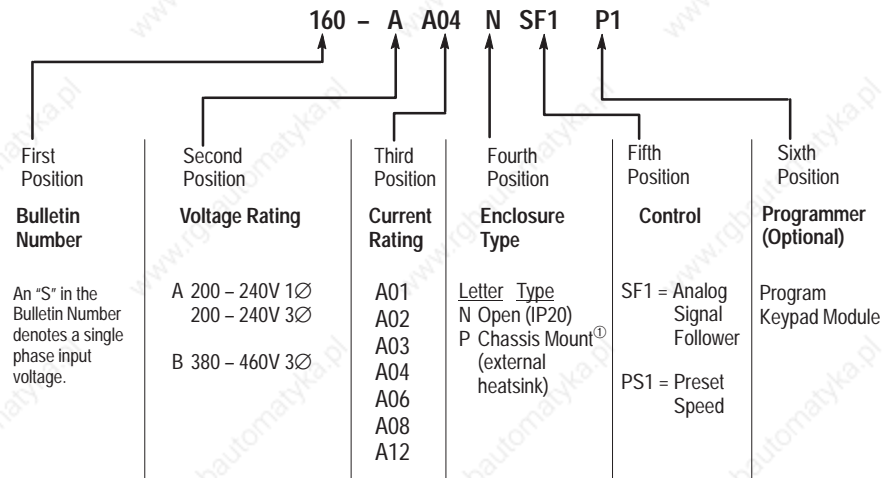 160 – A A04 N SF1 P1
First
Position
Bulletin
Number
An "S" in the
Bulletin Number
denotes a single
phase input
voltage.
Second
Position
Voltage Rating
A 200 – 240V 1∅
200 – 240V 3∅
B 380 – 460V 3∅
Third
Position
Current
Rating
A01
A02
A03
A04
A06
A08
A12
Fourth
Position
Enclosure
Type
Letter Type
N Open (IP20)
P Chassis Mount①
(external
heatsink)
Fifth
Position
Control
SF1 = Analog
Signal
Follower
PS1 = Preset
Speed
Sixth
Position
Programmer
(Optional)
Program
Keypad Module
www.rgbautomatyka.pl